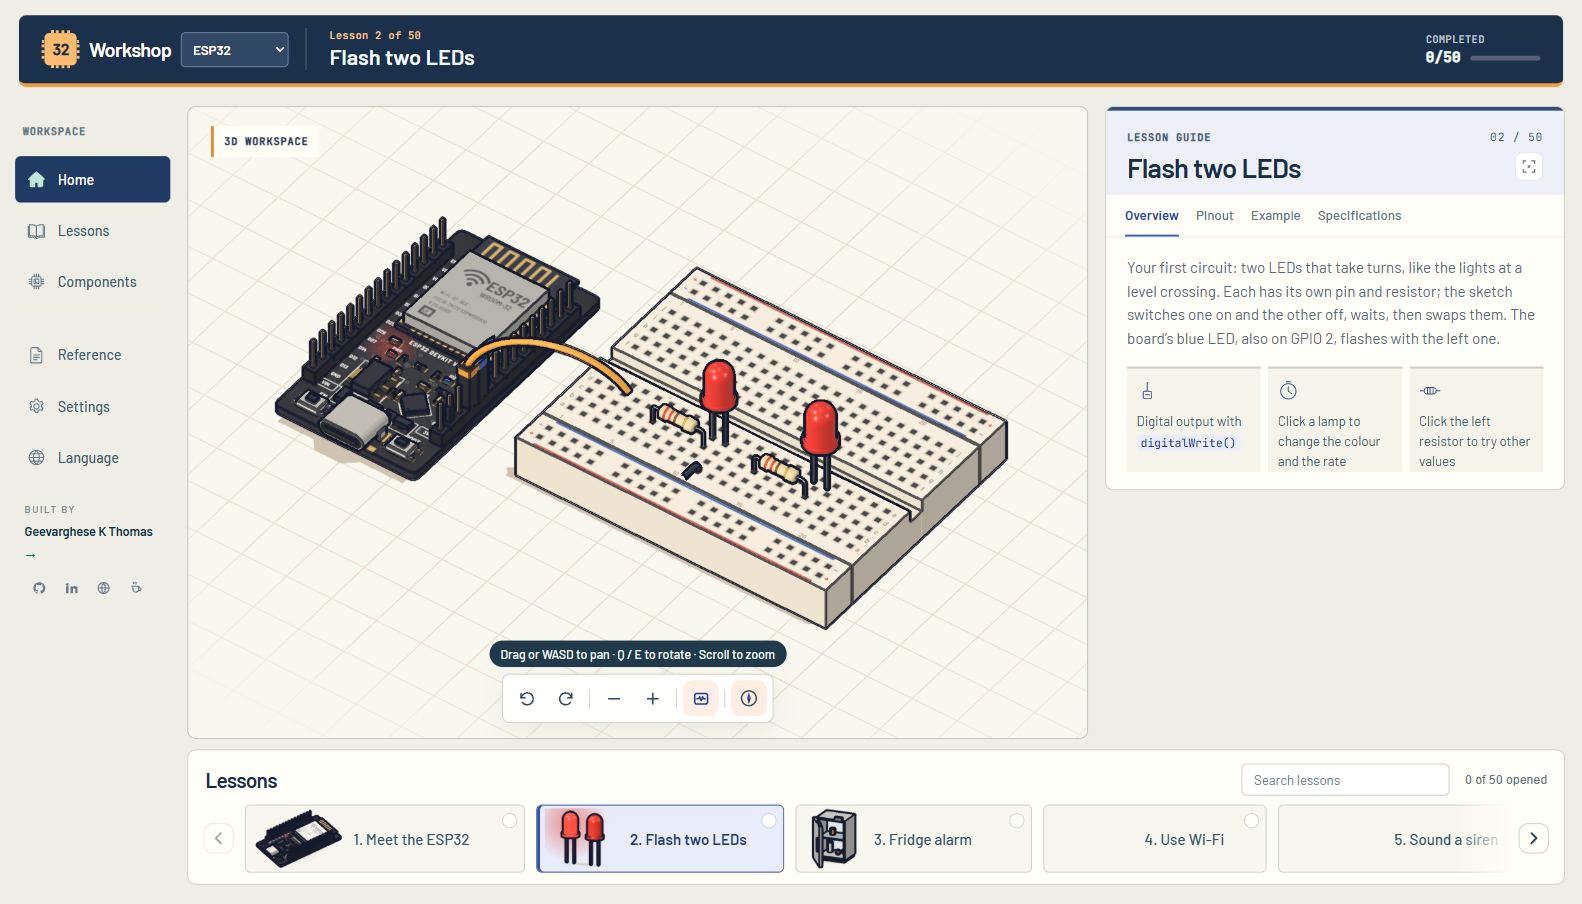 32
Workshop
ESP32
Lesson 2 of 50
Flash two LEDs
COMPLETED
0/50
WORKSPACE
Home
Lessons
Components
Reference
Settings
Language
BUILT BY
Geevarghese K Thomas
→
3D WORKSPACE
ESP32
WROOM-32
ESP32 DEVKIT V
Drag or WASD to pan · Q / E to rotate · Scroll to zoom
LESSON GUIDE
02 / 50
Flash two LEDs
Overview
Pinout
Example
Specifications
Your first circuit: two LEDs that take turns, like the lights at a
level crossing. Each has its own pin and resistor; the sketch
switches one on and the other off, waits, then swaps them. The
board’s blue LED, also on GPIO 2, flashes with the left one.
Digital output with
digitalWrite()
Click a lamp to
change the colour
and the rate
Click the left
resistor to try other
values
Lessons
Search lessons
0 of 50 opened
1. Meet the ESP32
2. Flash two LEDs
3. Fridge alarm
4. Use Wi-Fi
5. Sound a siren